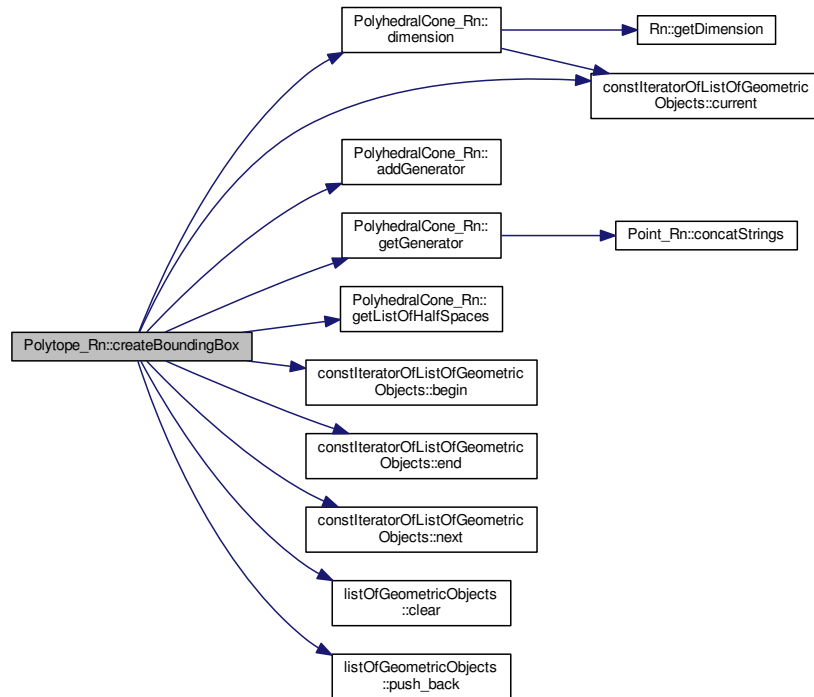 PolyhedralCone_Rn::
dimension
Rn::getDimension
constIteratorOfListOfGeometric
Objects::current
PolyhedralCone_Rn::
addGenerator
PolyhedralCone_Rn::
getGenerator
Point_Rn::concatStrings
PolyhedralCone_Rn::
getListOfHalfSpaces
Polytope_Rn::createBoundingBox
constIteratorOfListOfGeometric
Objects::begin
constIteratorOfListOfGeometric
Objects::end
constIteratorOfListOfGeometric
Objects::next
listOfGeometricObjects
::clear
listOfGeometricObjects
::push_back